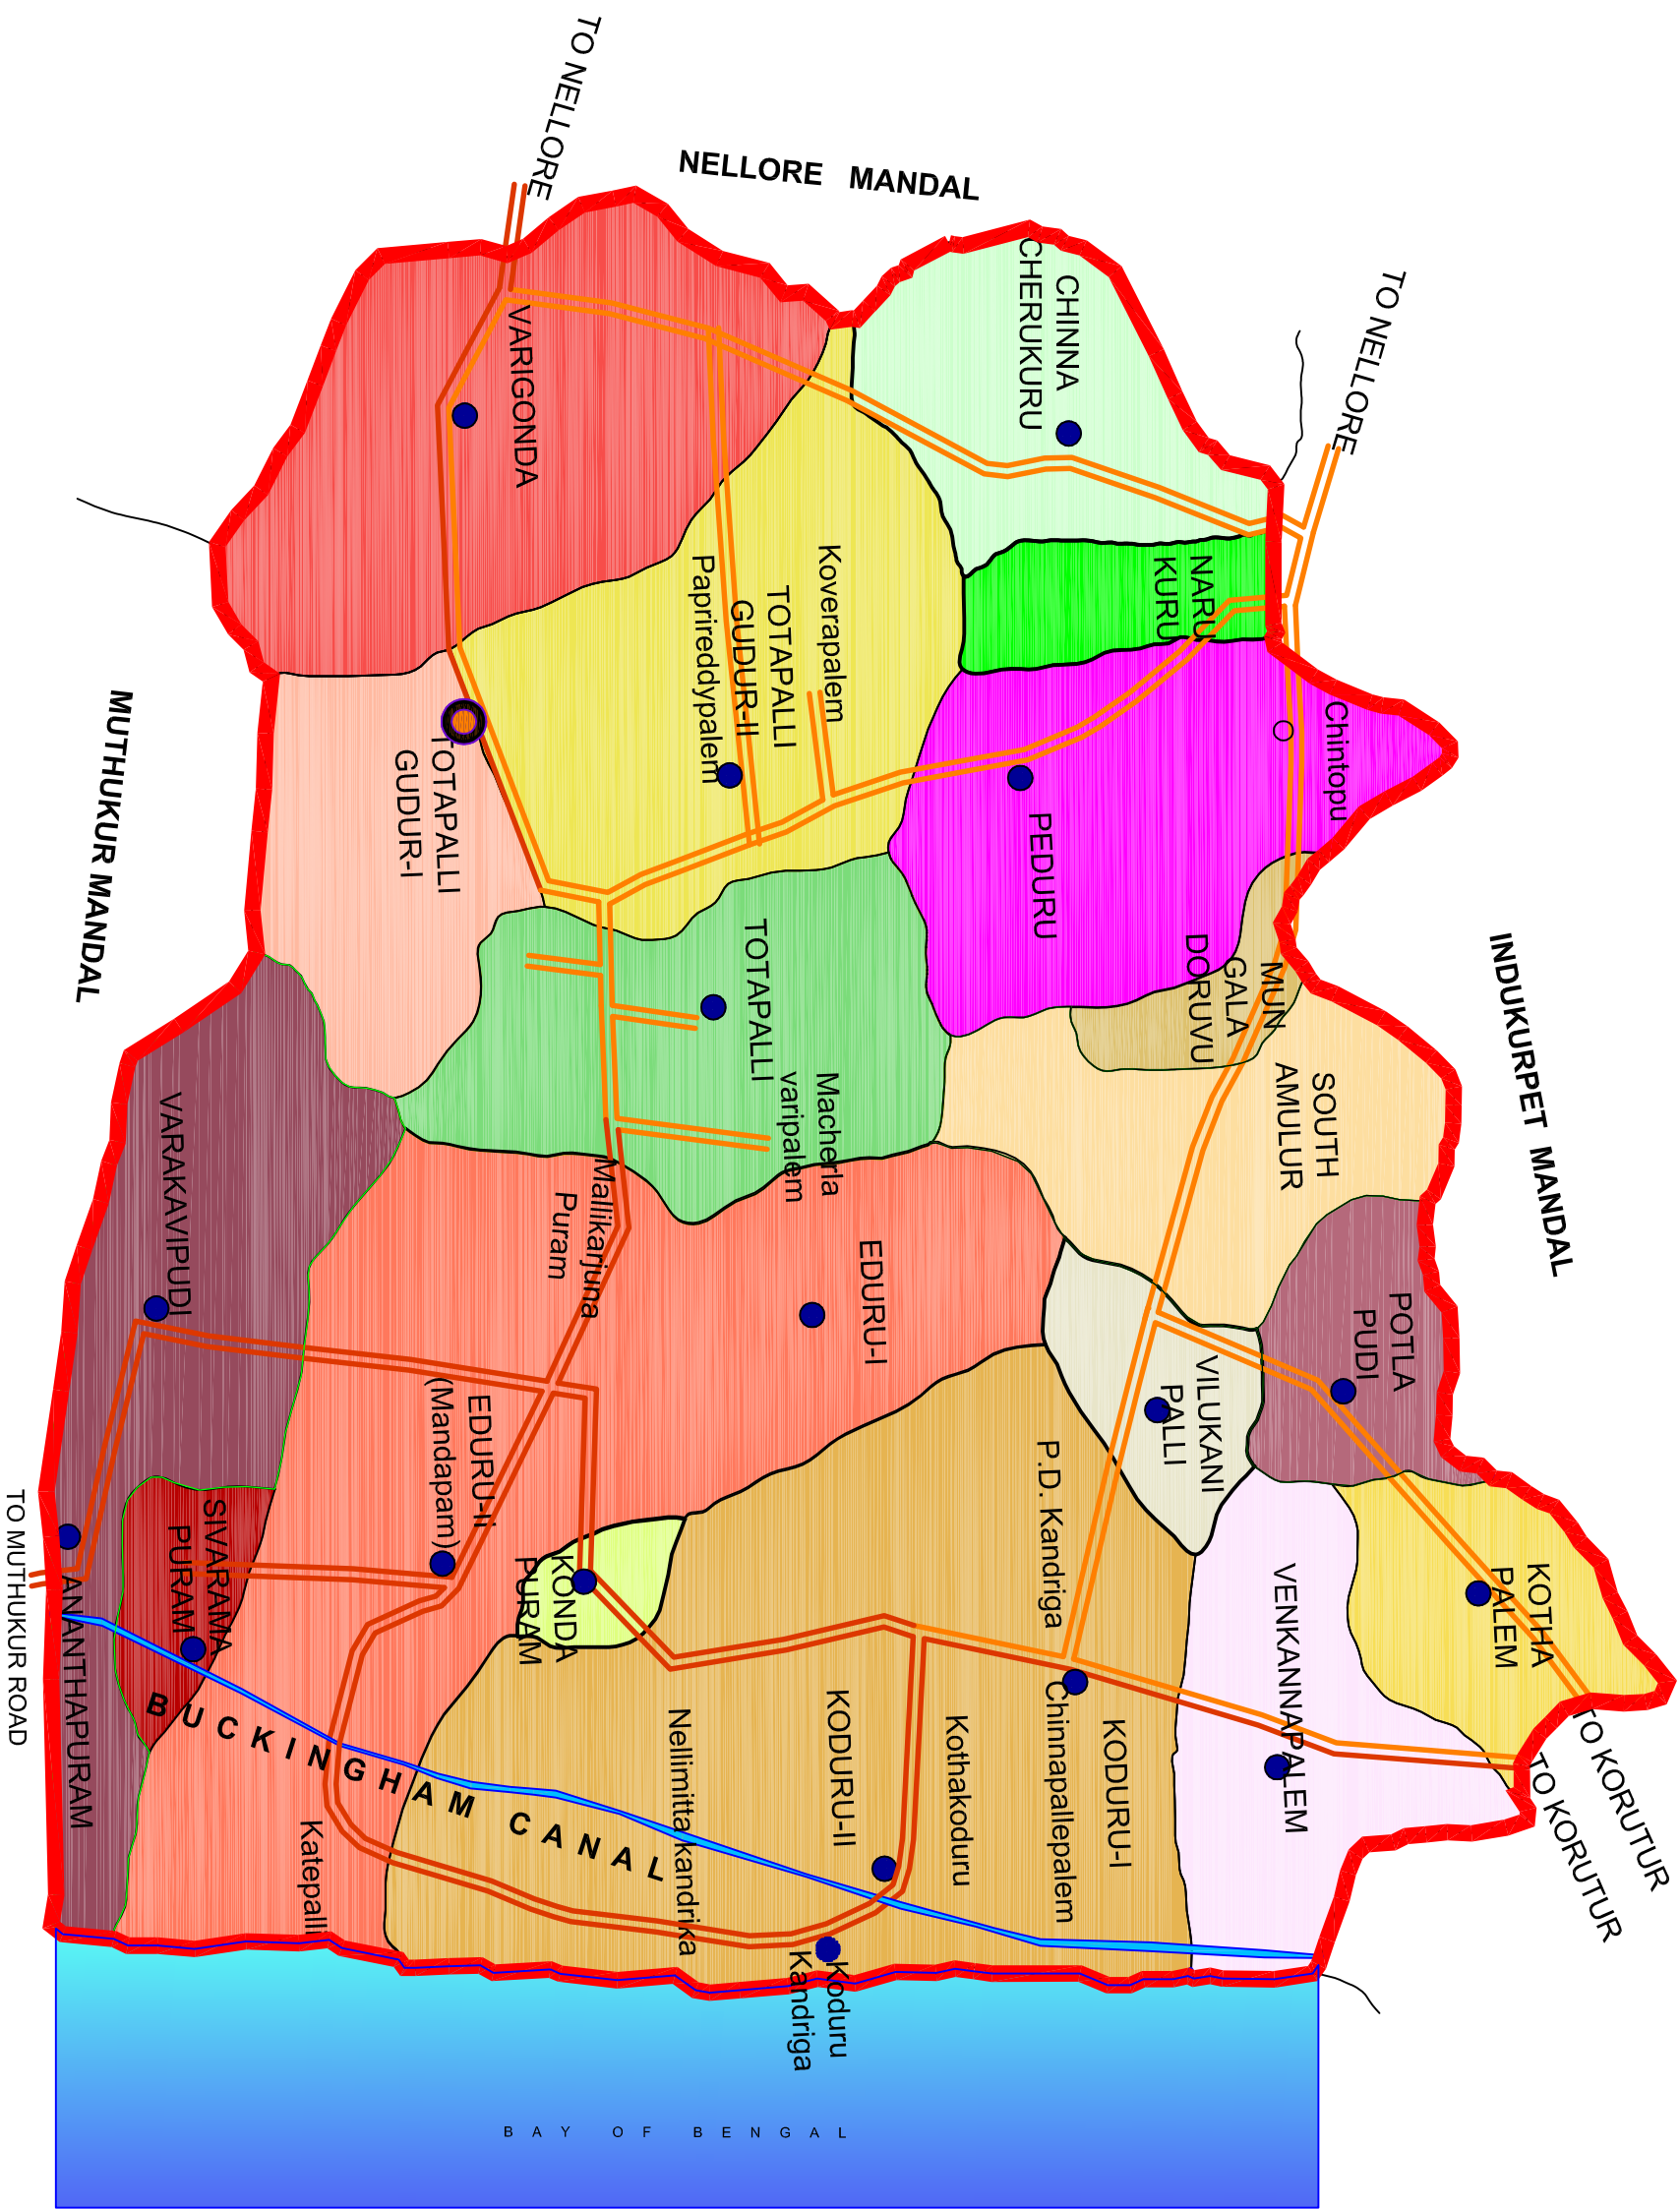 TO NELLORE
NELLORE MANDAL
TO NELLORE
CHINNA
CHERUKURU
VARIGONDA
NARU
KURU
Koverapalem
TOTAPALLI
GUDUR-II
Paprireddypalem
Chintopu
PEDURU
TOTAPALLI
GUDUR-I
MUTHUKUR MANDAL
INDUKURPET MANDAL
MUN
GALA
DORUVU
TOTAPALLI
Macherla
varipalem
SOUTH
AMULUR
VARAKAVIPUDI
Mallikarjuna
Puram
EDURU-I
POTLA
PUDI
VILUKANI
PALLI
EDURU-II
(Mandapam)
P.D. Kandriga
SIVARAMA
PURAM
KONDA
PURAM
VENKANNAPALEM
KOTHA
PALEM
TO MUTHUKUR ROAD
ANANTHAPURAM
BUCKINGHAM CANAL
Nellimitta kandrika
KODURU-II
Kothakoduru
KODURU-I
Chinnapallepalem
TO KORUTUR
TO KORUTUR
Katepalli
Koduru
Kandriga
BAY OF BENGAL